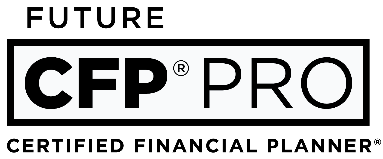 FUTURE
CFP® PRO
CERTIFIED FINANCIAL PLANNER®